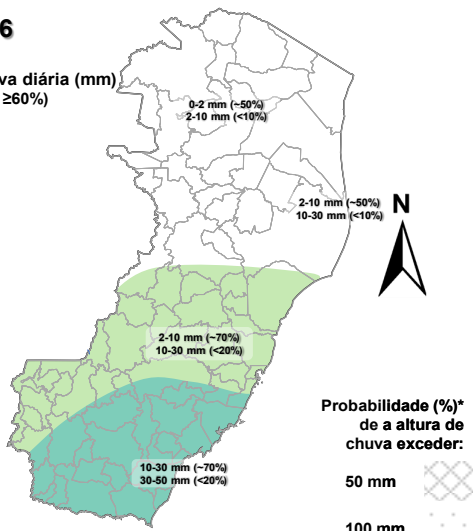 6
va diária (mm)
≥60%)
0-2 mm (~50%)
2-10 mm (<10%)
2-10 mm (~50%)
10-30 mm (<10%)
N
2-10 mm (~70%)
10-30 mm (<20%)
Probabilidade (%)*
de a altura de
chuva exceder:
10-30 mm (~70%)
30-50 mm (<20%)
50 mm
100 mm